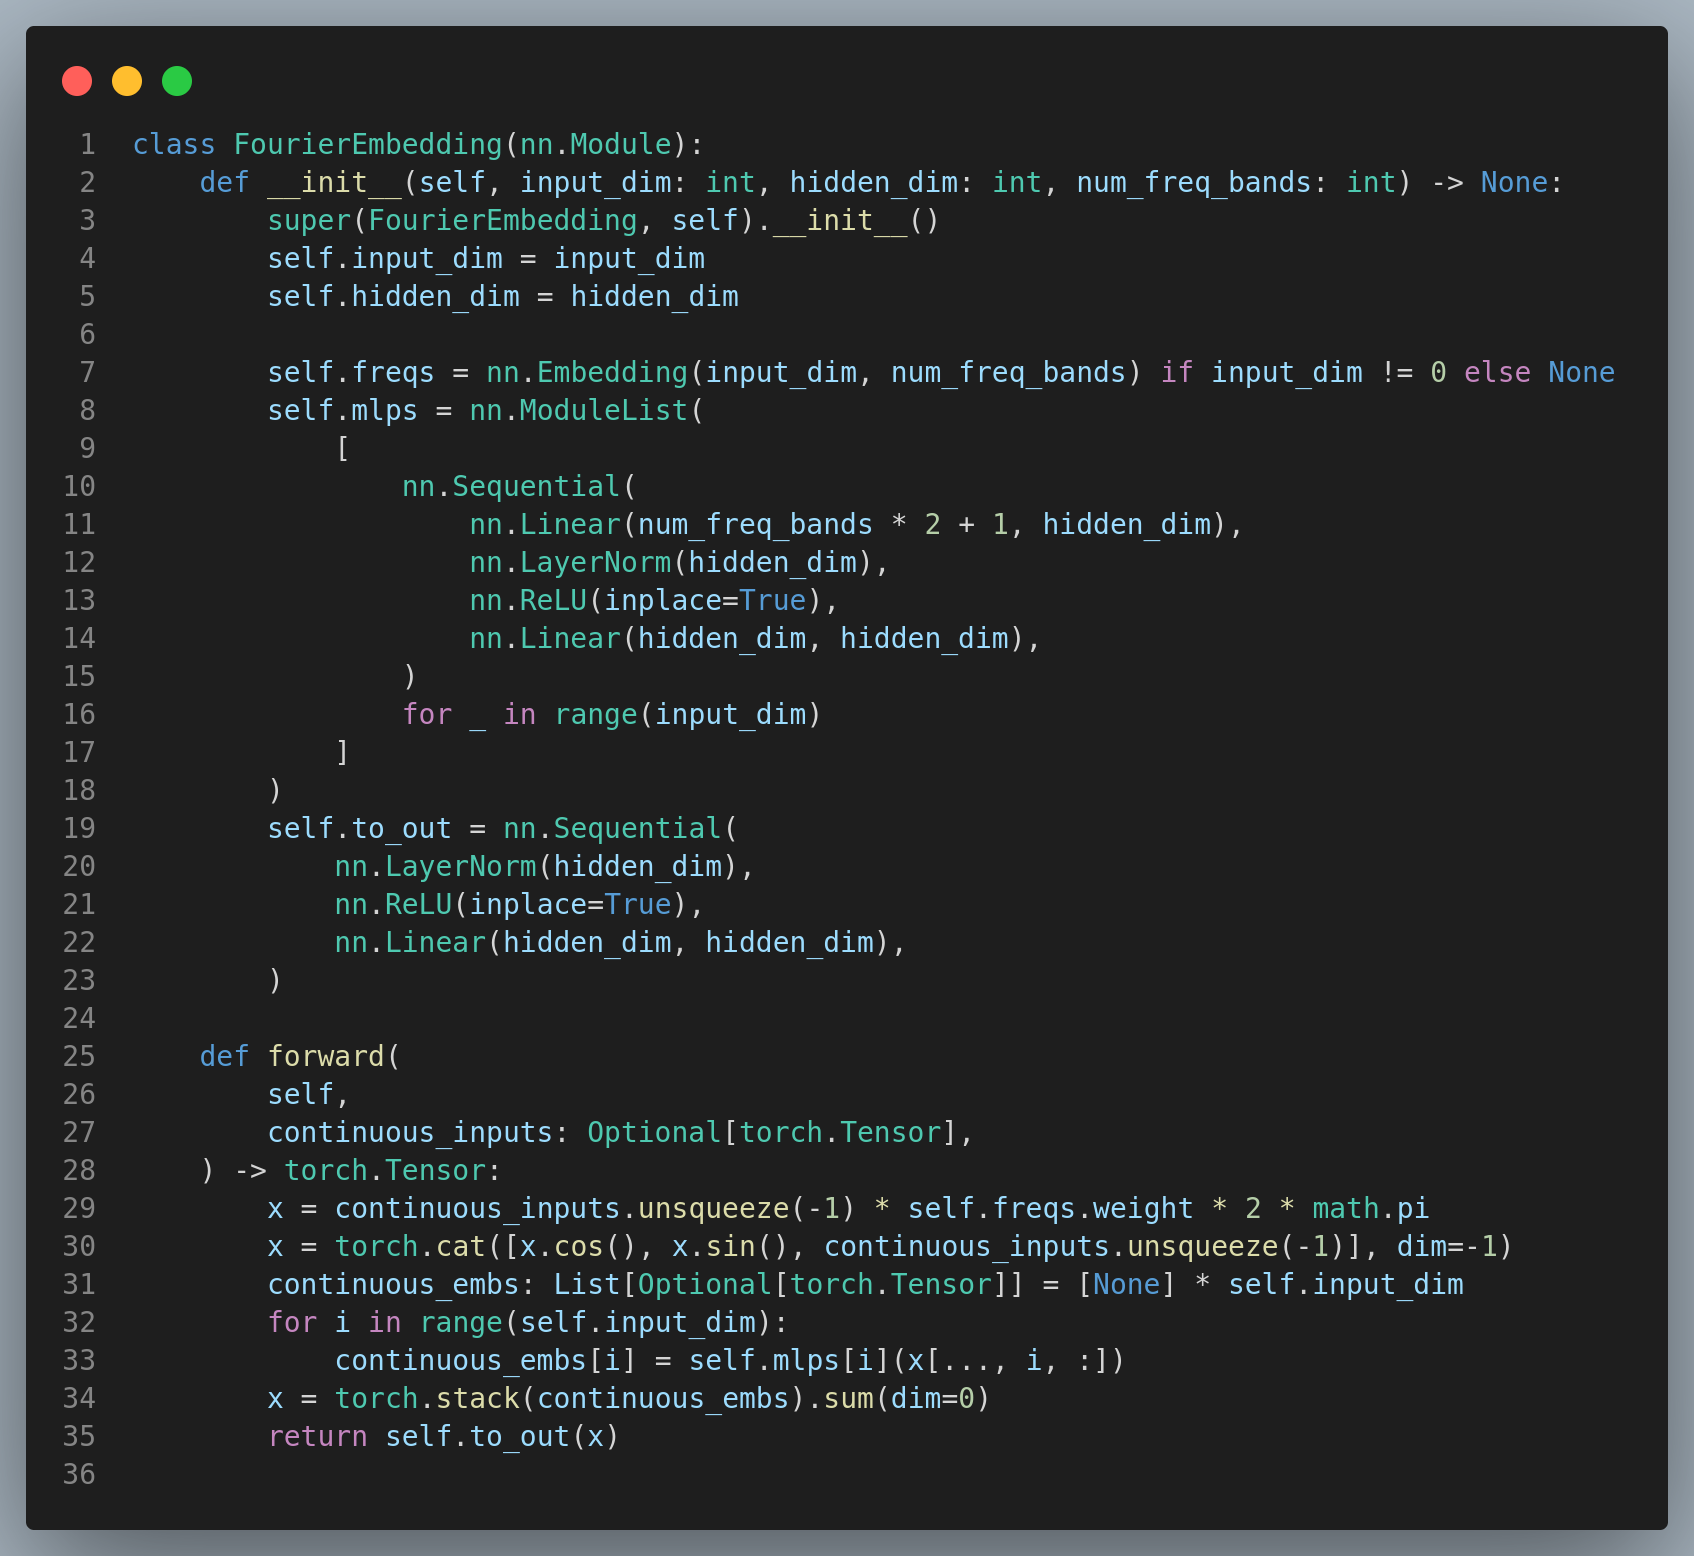 1 class FourierEmbedding(nn.Module):
2     def __init__(self, input_dim: int, hidden_dim: int, num_freq_bands: int) -> None:
3         super(FourierEmbedding, self).__init__()
4         self.input_dim = input_dim
5         self.hidden_dim = hidden_dim
6
7         self.freqs = nn.Embedding(input_dim, num_freq_bands) if input_dim != 0 else None
8         self.mlps = nn.ModuleList(
9             [
10                 nn.Sequential(
11                     nn.Linear(num_freq_bands * 2 + 1, hidden_dim),
12                     nn.LayerNorm(hidden_dim),
13                     nn.ReLU(inplace=True),
14                     nn.Linear(hidden_dim, hidden_dim),
15                 )
16                 for _ in range(input_dim)
17             ]
18         )
19         self.to_out = nn.Sequential(
20             nn.LayerNorm(hidden_dim),
21             nn.ReLU(inplace=True),
22             nn.Linear(hidden_dim, hidden_dim),
23         )
24
25     def forward(
26         self,
27         continuous_inputs: Optional[torch.Tensor],
28     ) -> torch.Tensor:
29         x = continuous_inputs.unsqueeze(-1) * self.freqs.weight * 2 * math.pi
30         x = torch.cat([x.cos(), x.sin(), continuous_inputs.unsqueeze(-1)], dim=-1)
31         continuous_embs: List[Optional[torch.Tensor]] = [None] * self.input_dim
32         for i in range(self.input_dim):
33             continuous_embs[i] = self.mlps[i](x[..., i, :])
34         x = torch.stack(continuous_embs).sum(dim=0)
35         return self.to_out(x)
36